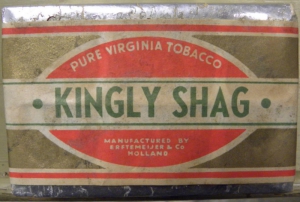 PURE VIRGINIA TOBACCO
• KINGLY SHAG •
MANUFACTURED BY
& Co
HOLLAND